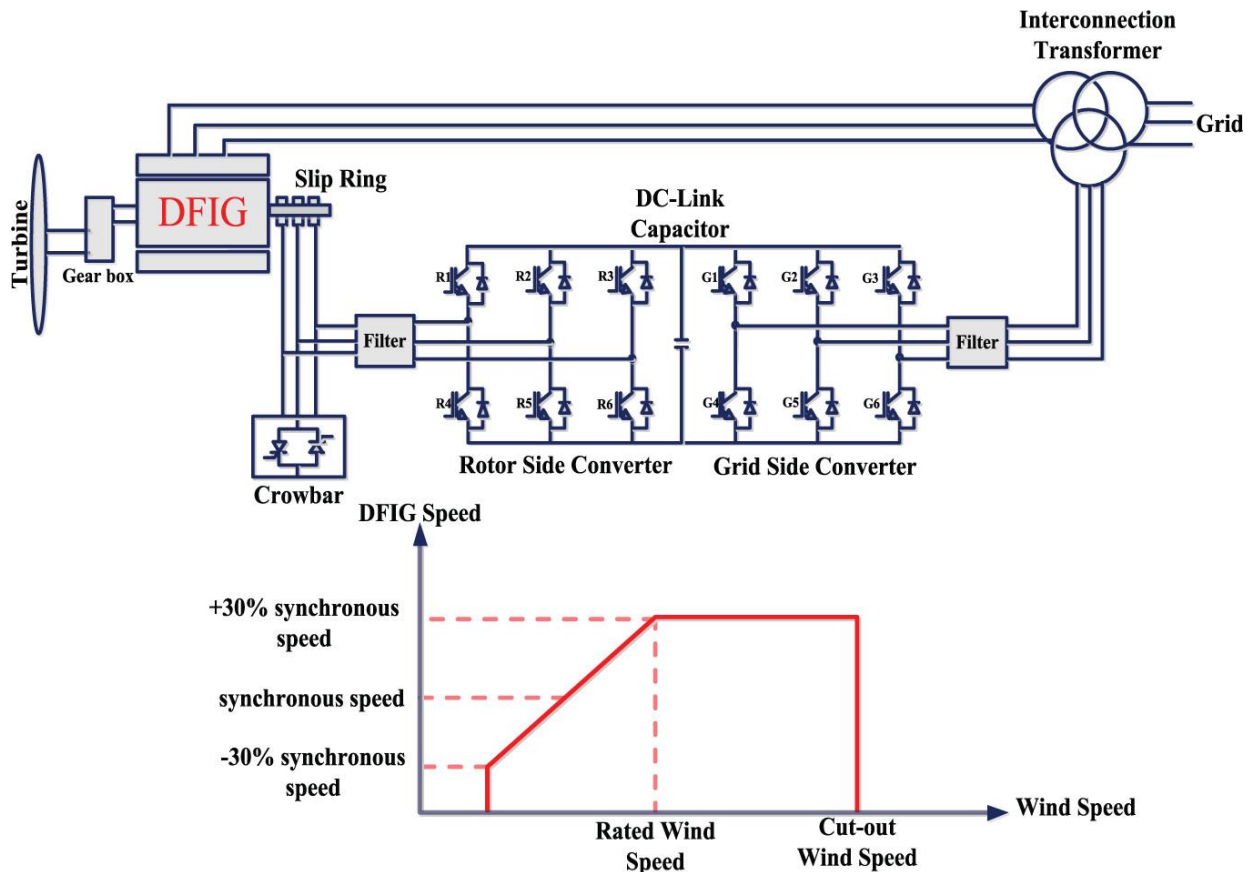 Interconnection
Transformer
Grid
Slip Ring
DFIG
Turbine
Gear box
DC-Link
Capacitor
R1
R2
R3
G1
G2
G3
Filter
Filter
R4
R5
R6
G4
G5
G6
Rotor Side Converter
Grid Side Converter
Crowbar
DFIG Speed
+30% synchronous
speed
synchronous speed
-30% synchronous
speed
Wind Speed
Rated Wind
Speed
Cut-out
Wind Speed